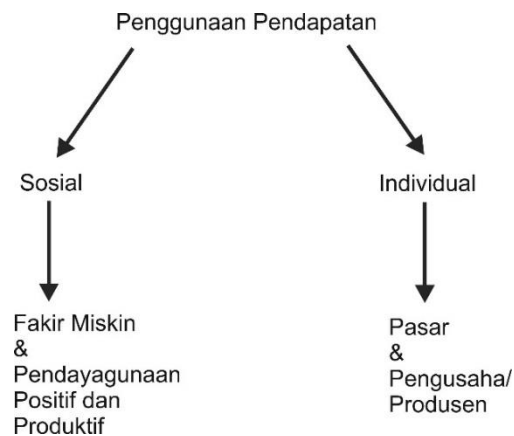 Penggunaan Pendapatan
Sosial
Individual
Fakir Miskin
&
Pendayagunaan
Positif dan
Produktif
Pasar
&
Pengusaha/
Produsen